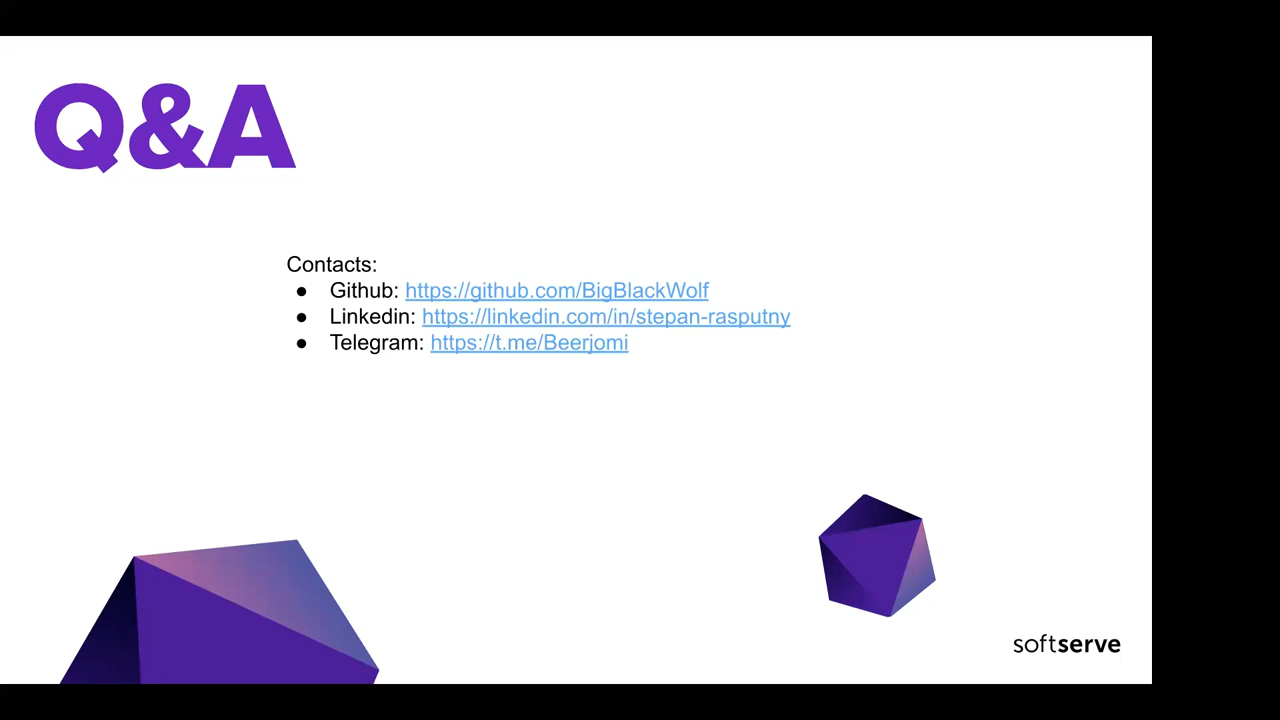 Q&A
Contacts:
● Github: https://github.com/BigBlackWolf
● Linkedin: https://linkedin.com/in/stepan-rasputny
● Telegram: https://t.me/Beerjomi
softserve